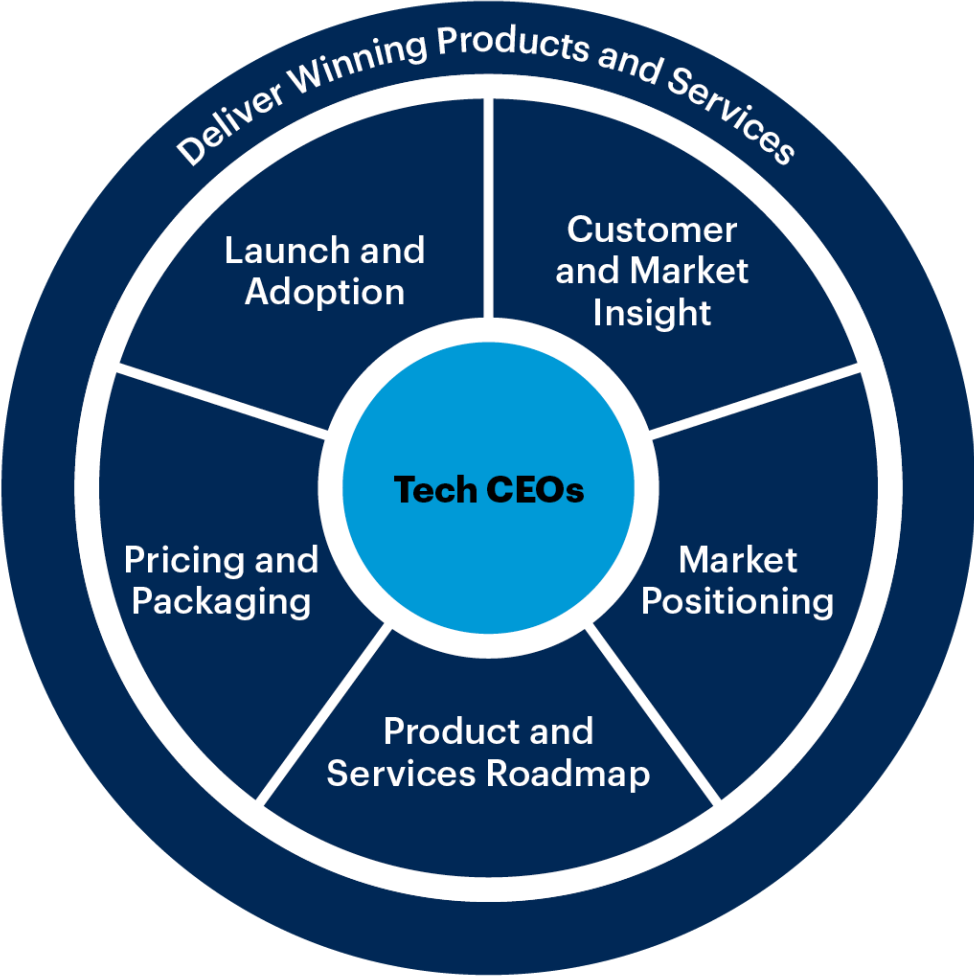 Deliver Winning Products and Services
Launch and
Adoption
Customer
and Market
Insight
Tech CEOs
Pricing and
Packaging
Market
Positioning
Product and
Services Roadmap